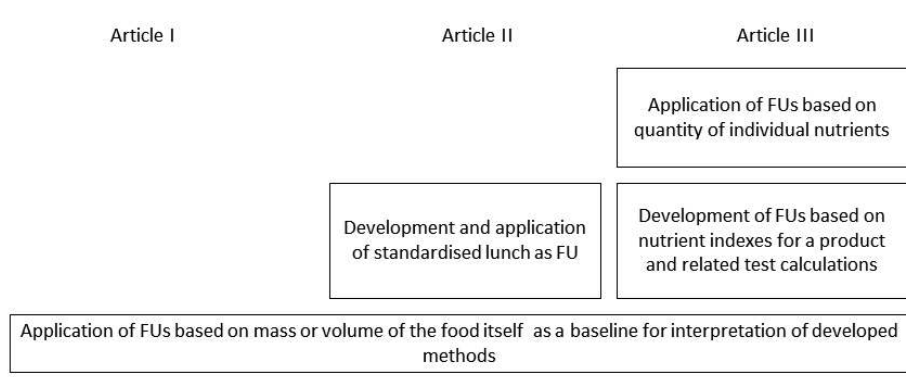 Article I
Article II
Article III
Application of FUs based on
quantity of individual nutrients
Development and application
of standardised lunch as FU
Development of FUs based on
nutrient indexes for a product
and related test calculations
Application of FUs based on mass or volume of the food itself as a baseline for interpretation of developed
methods